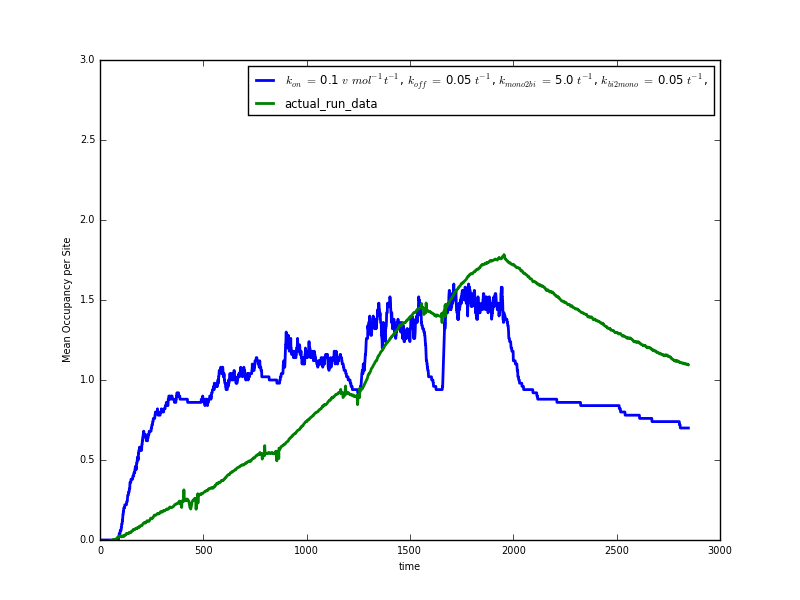 3.0
2.5
2.0
1.5
1.0
0.5
0.0
Mean Occupancy per Site
k_on = 0.1 v mol^−1 t^−1, k_off = 0.05 t^−1, k_mono2bi = 5.0 t^−1, k_bi2mono = 0.05 t^−1,
actual_run_data
0 500 1000 1500 2000 2500 3000
time